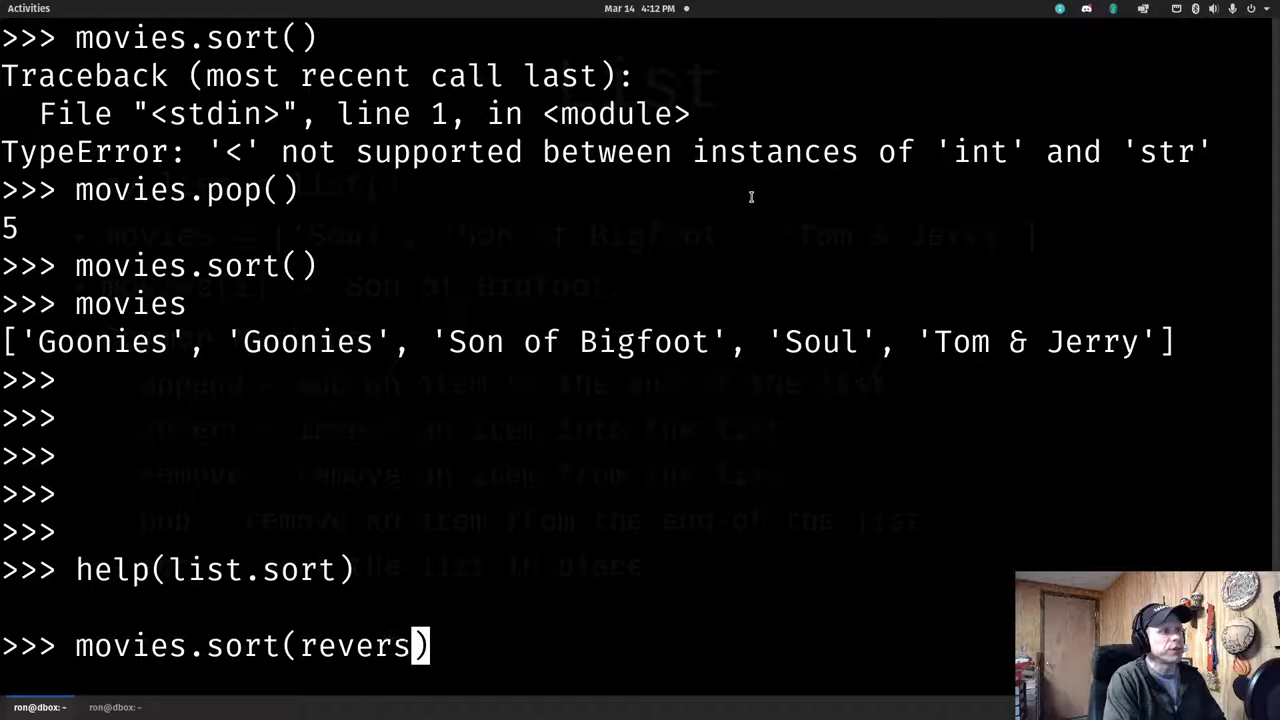 Activities
Mar 14 4:12 PM
>>> movies.sort()
Traceback (most recent call last):
  File "<stdin>", line 1, in <module>
TypeError: '<' not supported between instances of 'int' and 'str'
>>> movies.pop()
5
>>> movies.sort()
>>> movies
['Goonies', 'Goonies', 'Son of Bigfoot', 'Soul', 'Tom & Jerry']
>>>
>>>
>>>
>>>
>>>
>>> help(list.sort)
>>> movies.sort(revers)
ron@dbox: ~
ron@dbox: ~